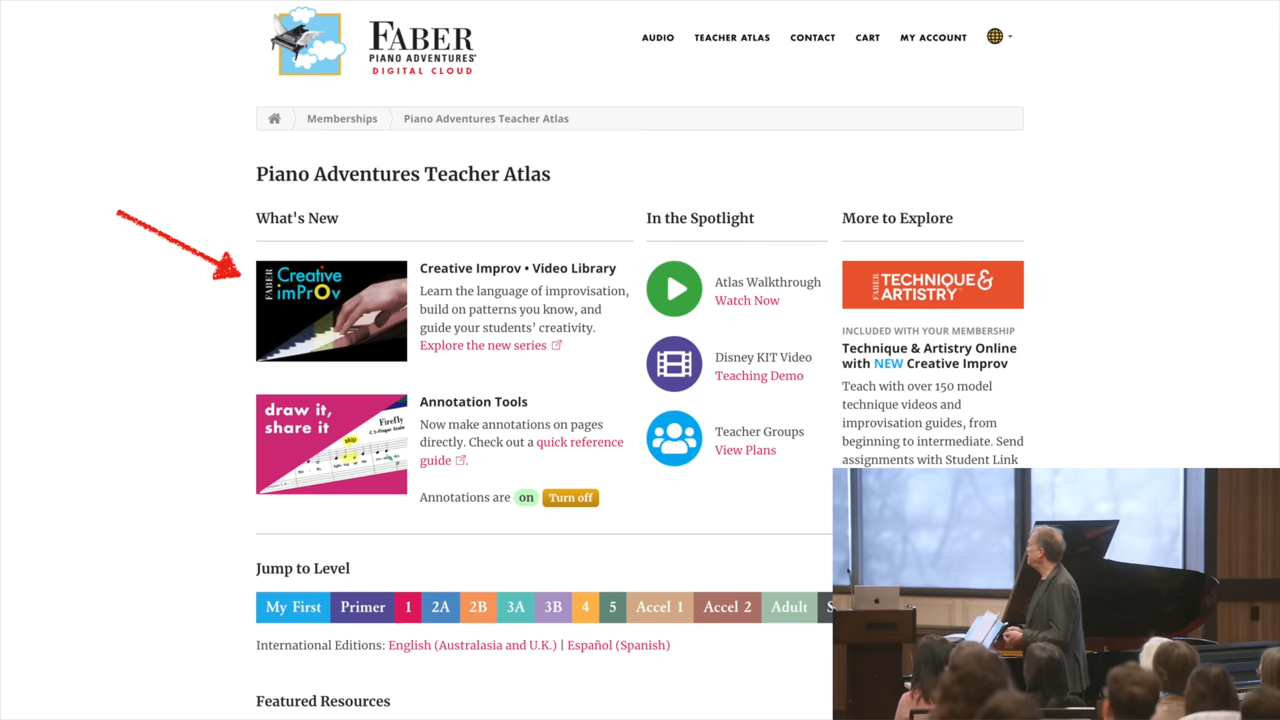 FABER
PIANO ADVENTURES®
DIGITAL CLOUD
AUDIO
TEACHER ATLAS
CONTACT
CART
MY ACCOUNT
Memberships
Piano Adventures Teacher Atlas
Piano Adventures Teacher Atlas
What's New
FABER
Creative
imPrOv
Creative Improv • Video Library
Learn the language of improvisation,
build on patterns you know, and
guide your students' creativity.
Explore the new series
draw it,
share it
Firefly
C 5-Finger Scale
skip
Annotation Tools
Now make annotations on pages
directly. Check out a quick reference
guide.
Annotations are on Turn off
In the Spotlight
Atlas Walkthrough
Watch Now
Disney KIT Video
Teaching Demo
Teacher Groups
View Plans
More to Explore
FABER
TECHNIQUE &
ARTISTRY™
INCLUDED WITH YOUR MEMBERSHIP
Technique & Artistry Online
with NEW Creative Improv
Teach with over 150 model
technique videos and
improvisation guides, from
beginning to intermediate. Send
assignments with Student Link
Jump to Level
My First Primer 1 2A 2B 3A 3B 4 5 Accel 1 Accel 2 Adult
International Editions: English (Australasia and U.K.) | Español (Spanish)
Featured Resources